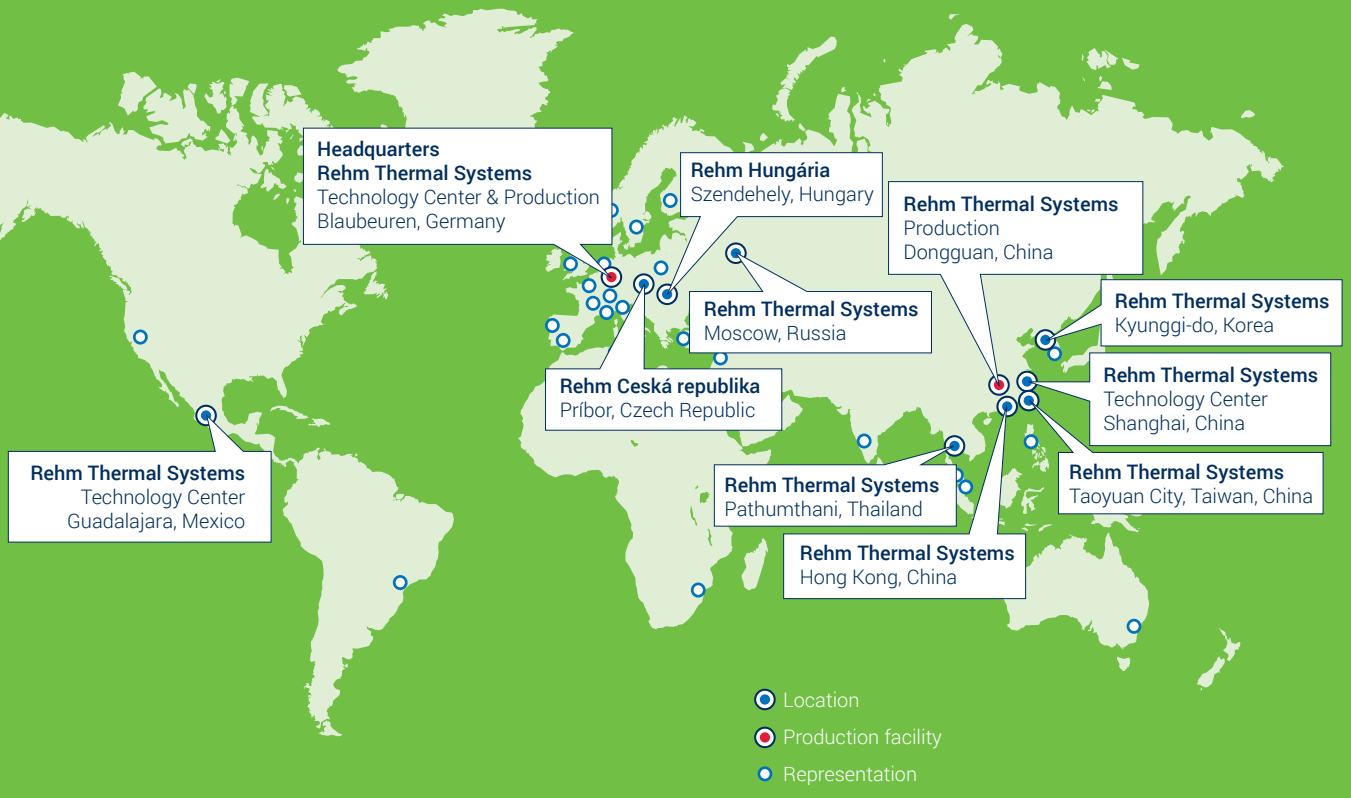 Headquarters
Rehm Thermal Systems
Technology Center & Production
Blaubeuren, Germany
Rehm Hungária
Szendehely, Hungary
Rehm Thermal Systems
Production
Dongguan, China
Rehm Thermal Systems
Moscow, Russia
Rehm Thermal Systems
Kyunggi-do, Korea
Rehm Ceská republika
Príbor, Czech Republic
Rehm Thermal Systems
Technology Center
Shanghai, China
Rehm Thermal Systems
Technology Center
Guadalajara, Mexico
Rehm Thermal Systems
Pathumthani, Thailand
Rehm Thermal Systems
Taoyuan City, Taiwan, China
Rehm Thermal Systems
Hong Kong, China
Location
Production facility
Representation